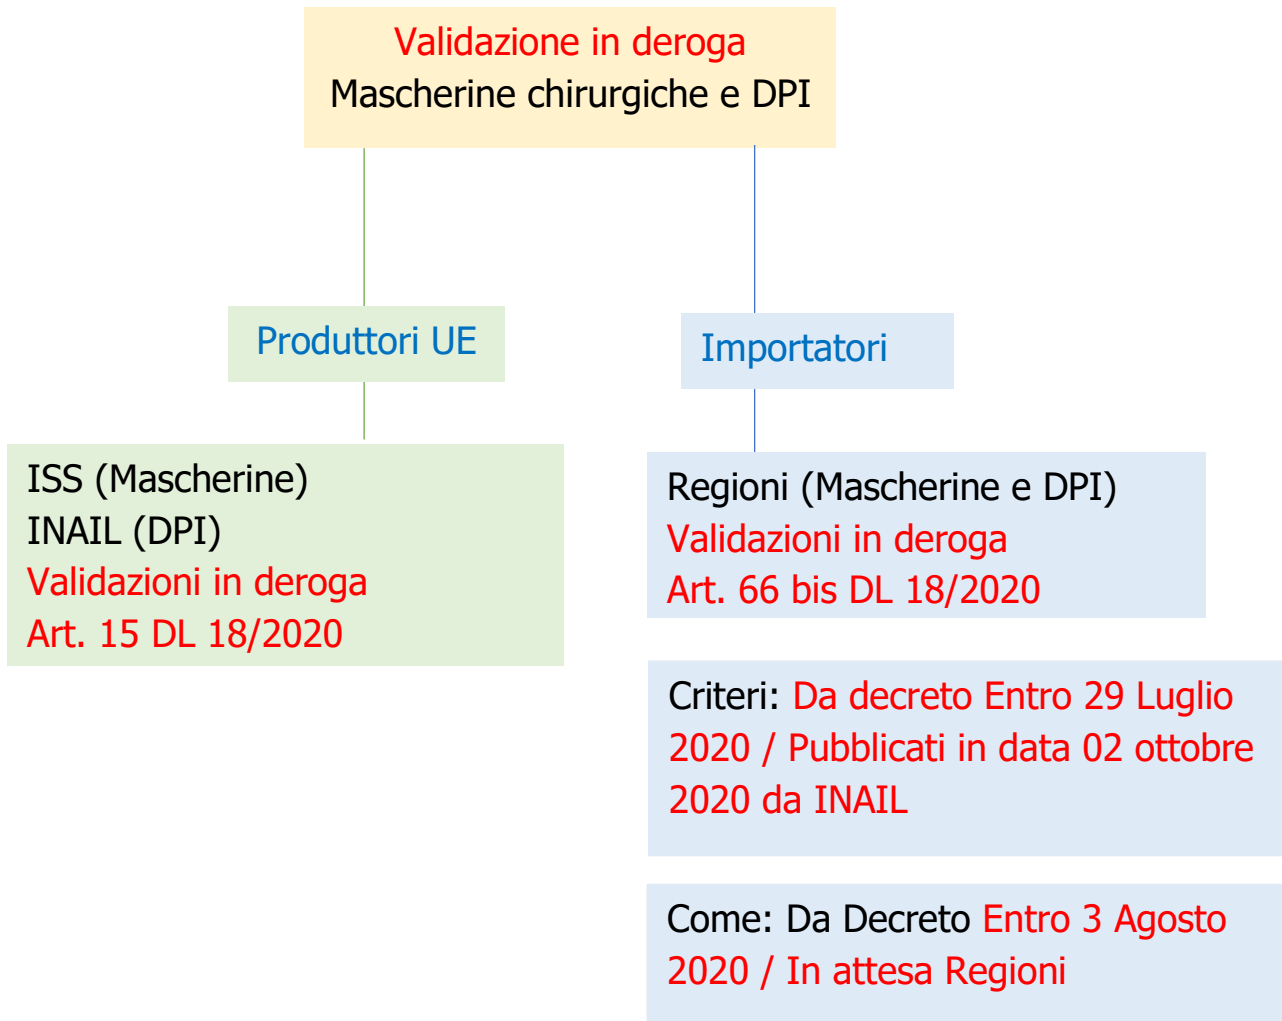 Validazione in deroga
Mascherine chirurgiche e DPI
Produttori UE
Importatori
ISS (Mascherine)
INAIL (DPI)
Validazioni in deroga
Art. 15 DL 18/2020
Regioni (Mascherine e DPI)
Validazioni in deroga
Art. 66 bis DL 18/2020
Criteri: Da decreto Entro 29 Luglio
2020 / Pubblicati in data 02 ottobre
2020 da INAIL
Come: Da Decreto Entro 3 Agosto
2020 / In attesa Regioni